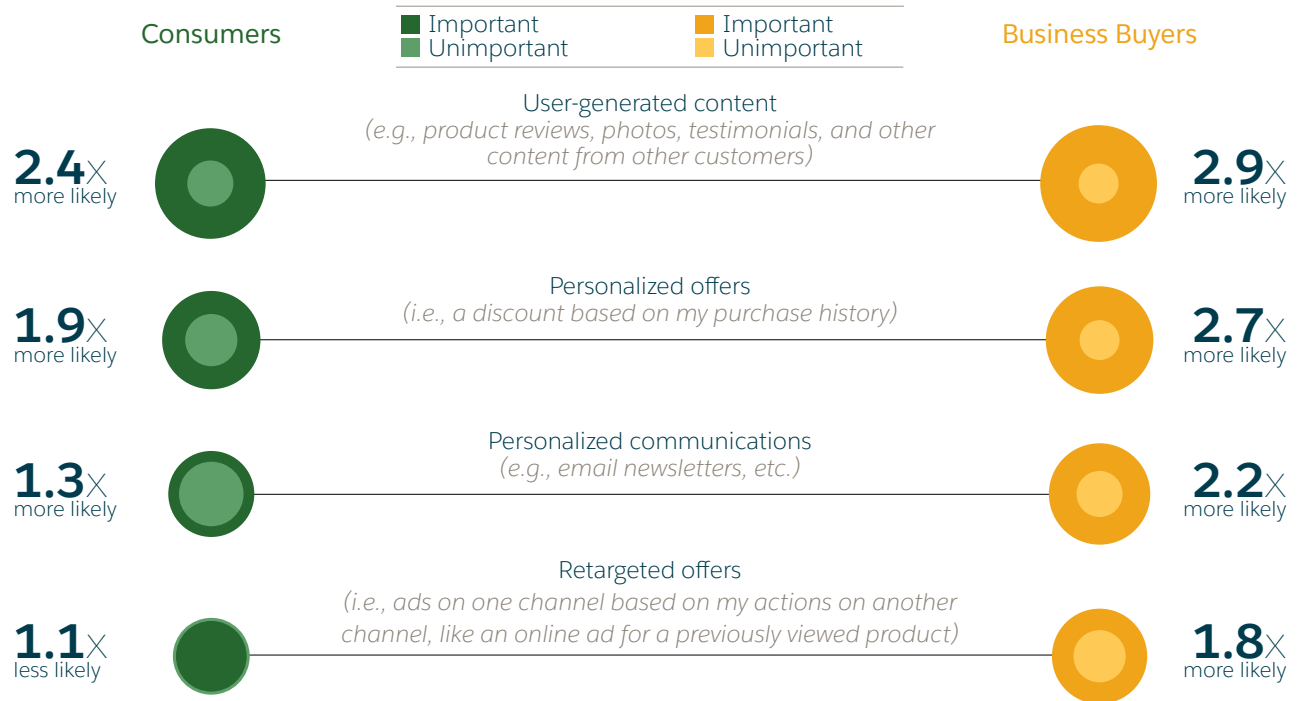 Consumers
Important
Unimportant
Important
Unimportant
Business Buyers
User-generated content
(e.g., product reviews, photos, testimonials, and other
content from other customers)
2.4X
more likely
2.9X
more likely
Personalized offers
(i.e., a discount based on my purchase history)
1.9X
more likely
2.7X
more likely
Personalized communications
(e.g., email newsletters, etc.)
1.3X
more likely
2.2X
more likely
Retargeted offers
(i.e., ads on one channel based on my actions on another
channel, like an online ad for a previously viewed product)
1.1X
less likely
1.8X
more likely